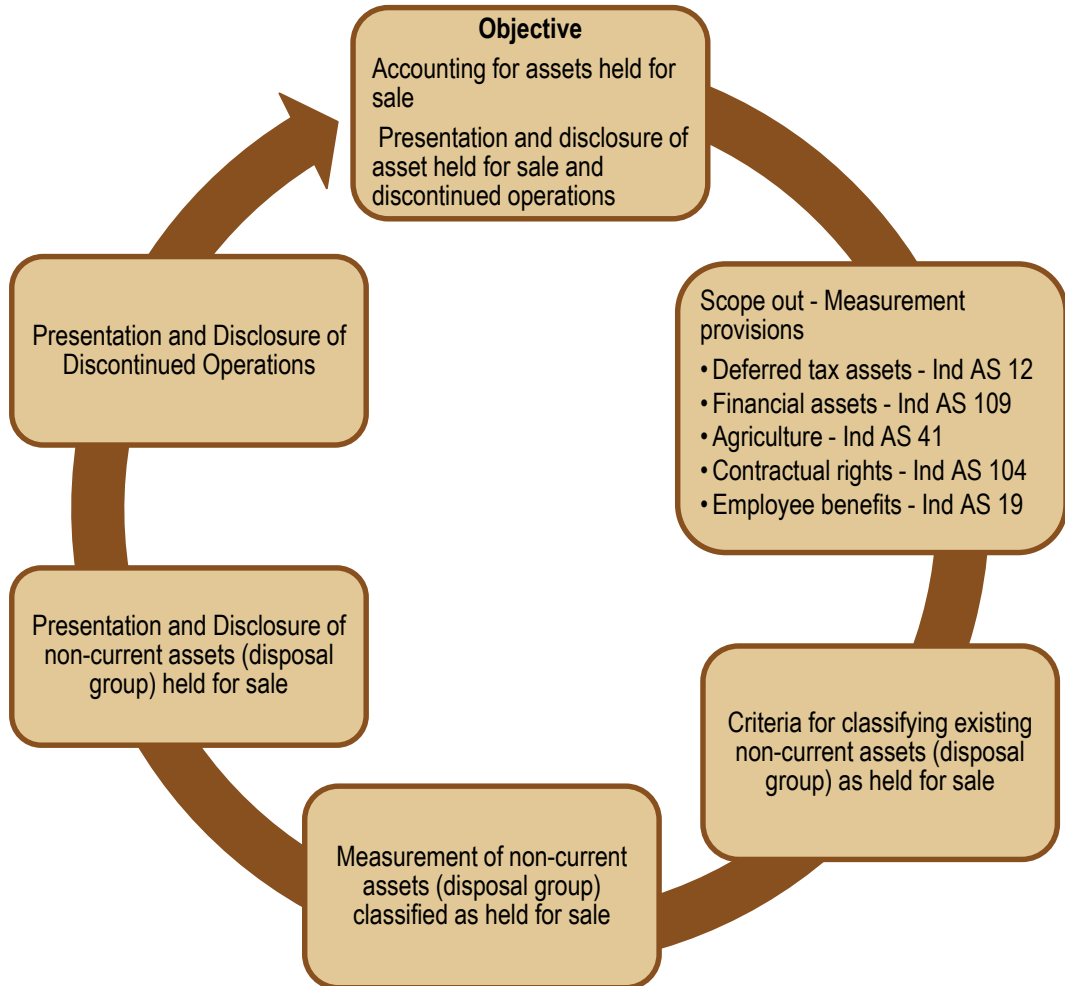 Objective
Accounting for assets held for
sale
Presentation and disclosure of
asset held for sale and
discontinued operations
Scope out - Measurement
provisions
• Deferred tax assets - Ind AS 12
• Financial assets - Ind AS 109
• Agriculture - Ind AS 41
• Contractual rights - Ind AS 104
• Employee benefits - Ind AS 19
Criteria for classifying existing
non-current assets (disposal
group) as held for sale
Measurement of non-current
assets (disposal group)
classified as held for sale
Presentation and Disclosure of
non-current assets (disposal
group) held for sale
Presentation and Disclosure of
Discontinued Operations